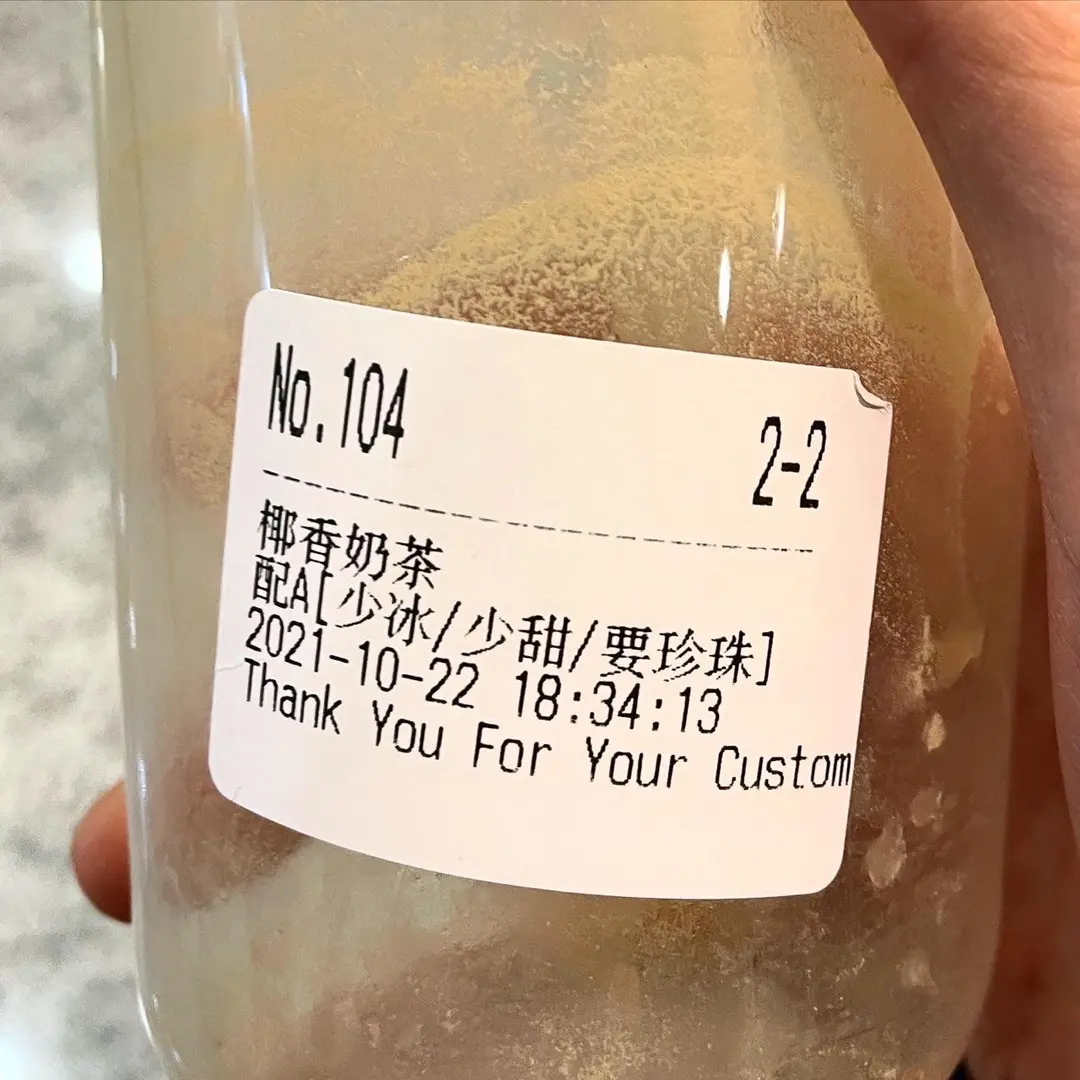 No.104 2-2
椰香奶茶
配A[少冰/少甜/要珍珠]
2021-10-22 18:34:13
Thank You For Your Custom